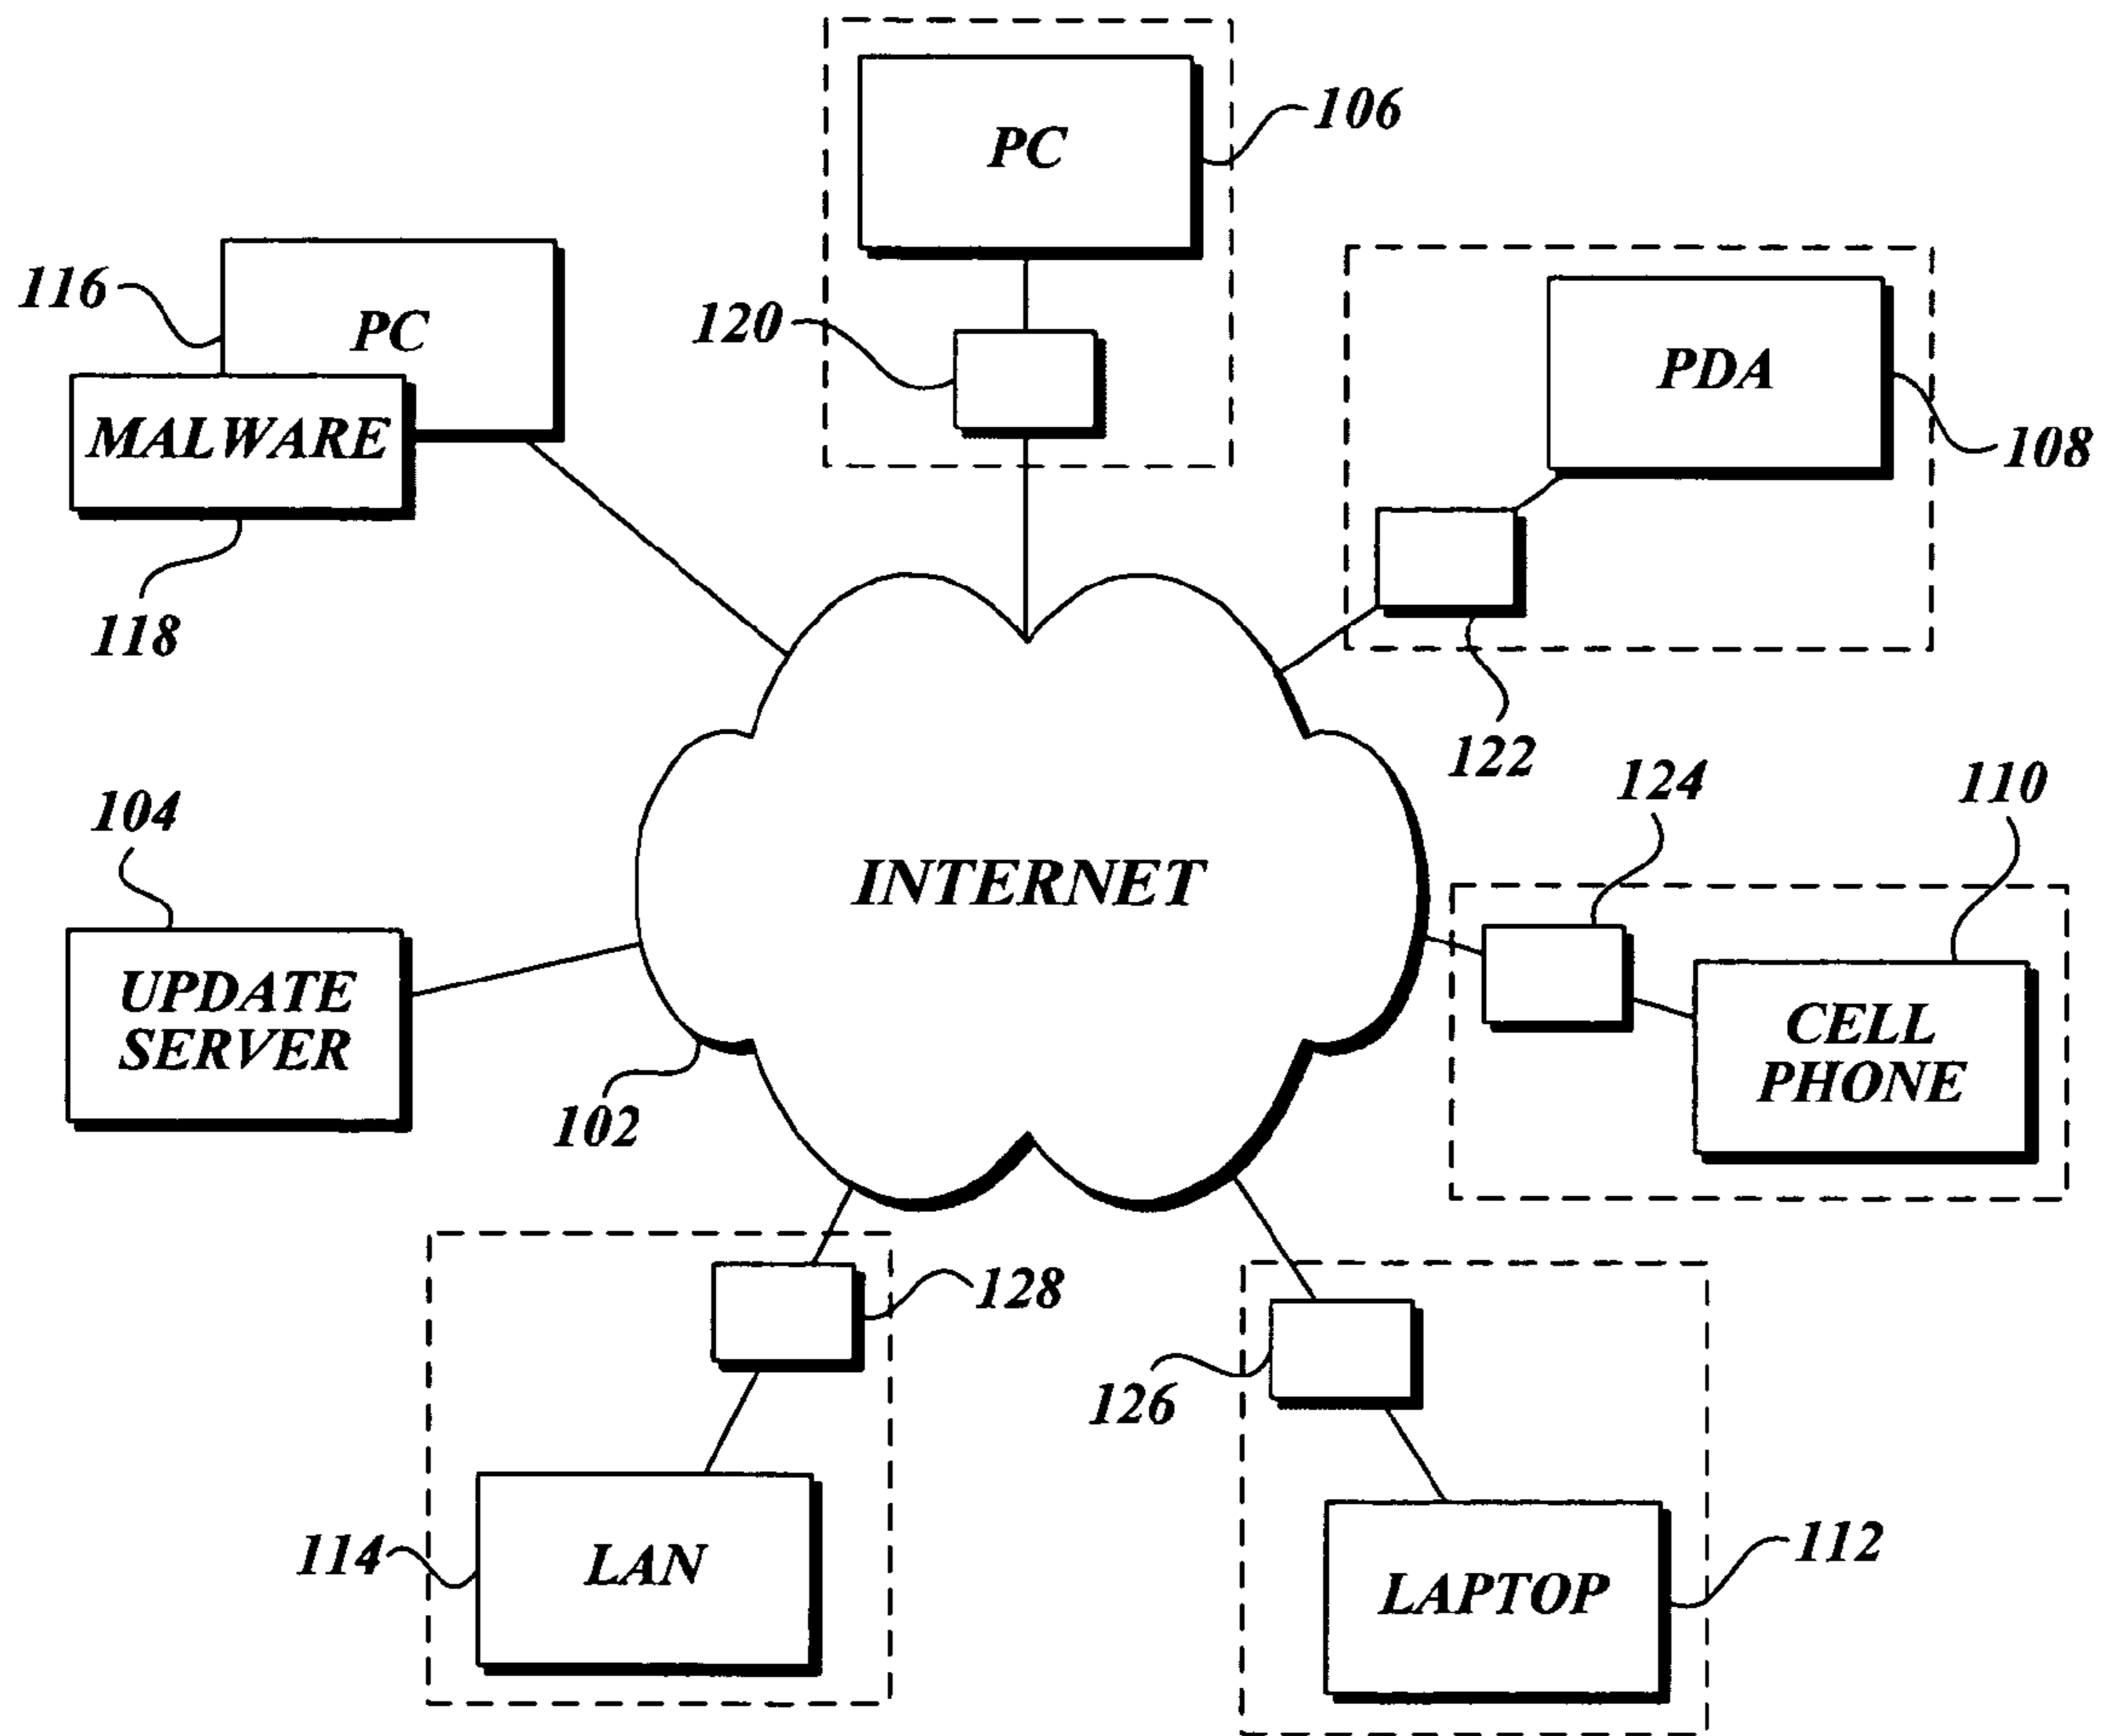 PC
106
116
PC
120
PDA
MALWARE
108
118
122
124
110
104
INTERNET
UPDATE
SERVER
CELL
PHONE
102
128
126
114
LAN
112
LAPTOP